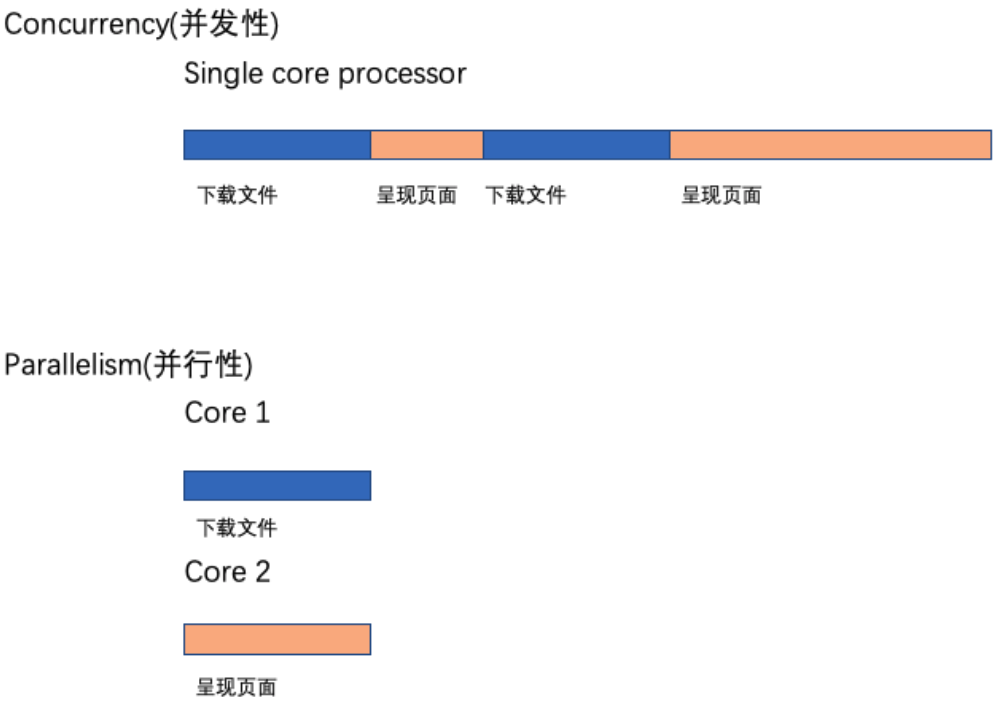 Concurrency(并发性)
Single core processor
下载文件 呈现页面 下载文件 呈现页面
Parallelism(并行性)
Core 1
下载文件
Core 2
呈现页面